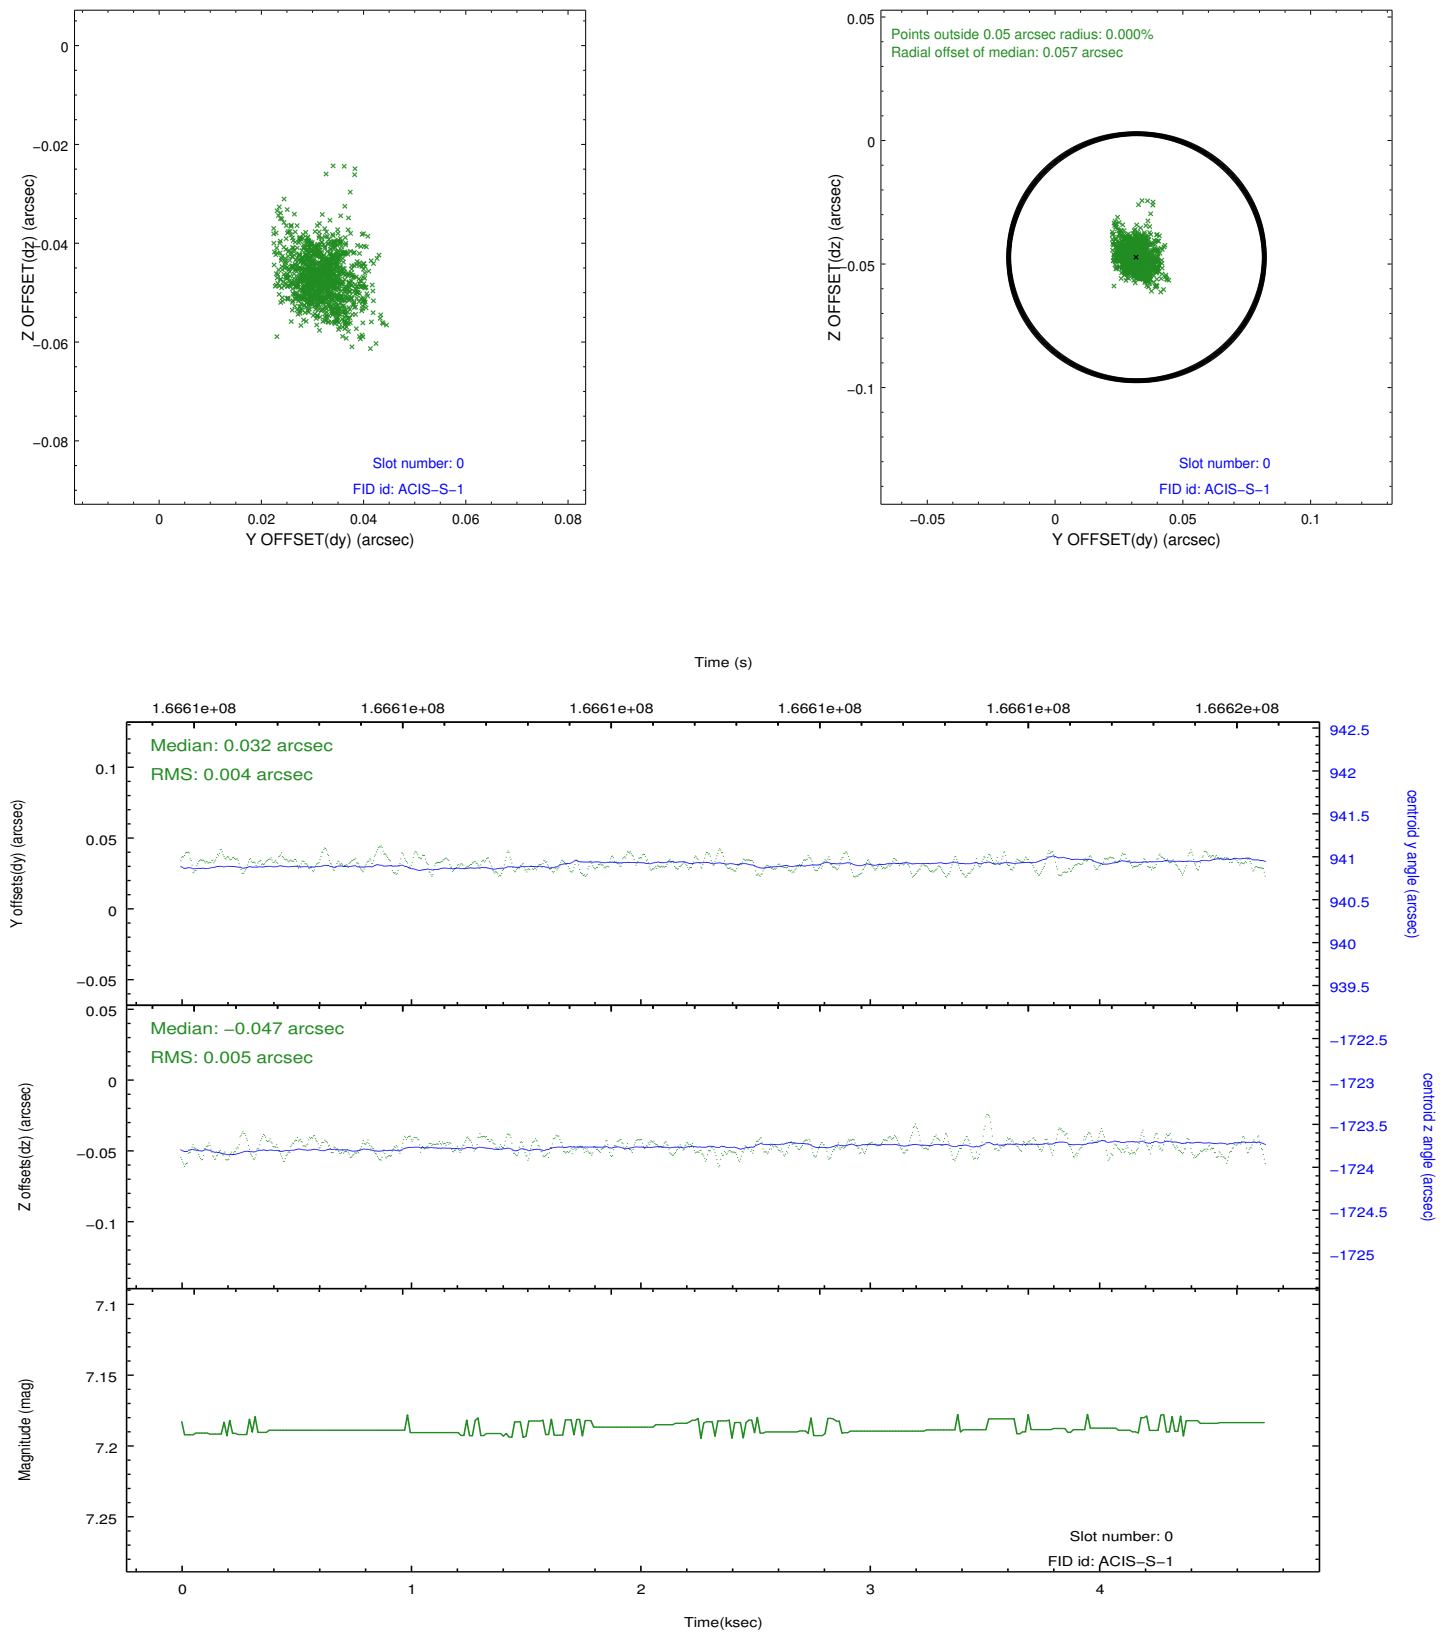 0
−0.02
−0.04
−0.06
−0.08
Z OFFSET(dz) (arcsec)
Slot number: 0
FID id: ACIS−S−1
0 0.02 0.04 0.06 0.08
Y OFFSET(dy) (arcsec)
Points outside 0.05 arcsec radius: 0.000%
Radial offset of median: 0.057 arcsec
0.05
0
−0.05
−0.1
Z OFFSET(dz) (arcsec)
Slot number: 0
FID id: ACIS−S−1
−0.05 0 0.05 0.1
Y OFFSET(dy) (arcsec)
Time (s)
1.6661e+08 1.6661e+08 1.6661e+08 1.6661e+08 1.6661e+08 1.6662e+08
Median: 0.032 arcsec
RMS: 0.004 arcsec
0.1
0.05
0
−0.05
Y offsets(dy) (arcsec)
942.5
942
941.5
941
940.5
940
939.5
centroid y angle (arcsec)
Median: −0.047 arcsec
RMS: 0.005 arcsec
0.05
0
−0.05
−0.1
Z offsets(dz) (arcsec)
−1722.5
−1723
−1723.5
−1724
−1724.5
−1725
centroid z angle (arcsec)
7.1
7.15
7.2
7.25
Magnitude (mag)
Slot number: 0
FID id: ACIS−S−1
0 1 2 3 4
Time(ksec)